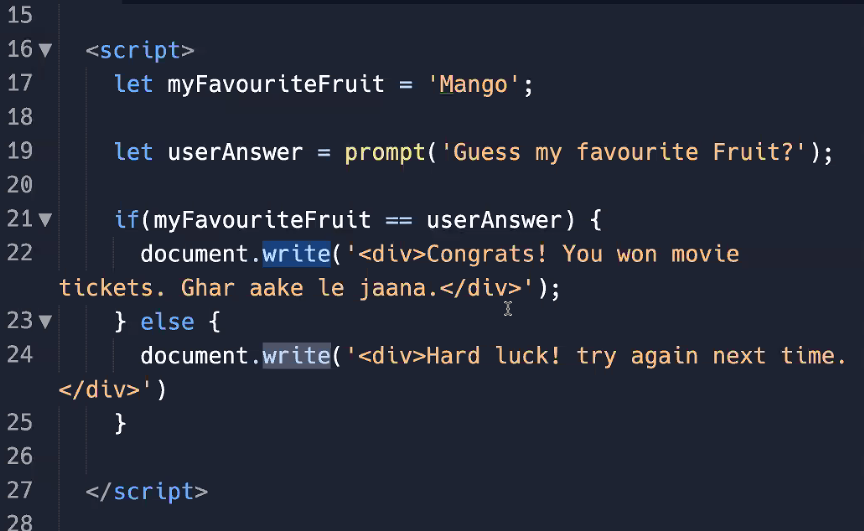 15
16 <script>
17 let myFavouriteFruit = 'Mango';
18
19 let userAnswer = prompt('Guess my favourite Fruit?');
20
21 if(myFavouriteFruit == userAnswer) {
22 document.write('<div>Congrats! You won movie
tickets. Ghar aake le jaana.</div>');
23 } else {
24 document.write('<div>Hard luck! try again next time.
</div>')
25 }
26
27 </script>
28